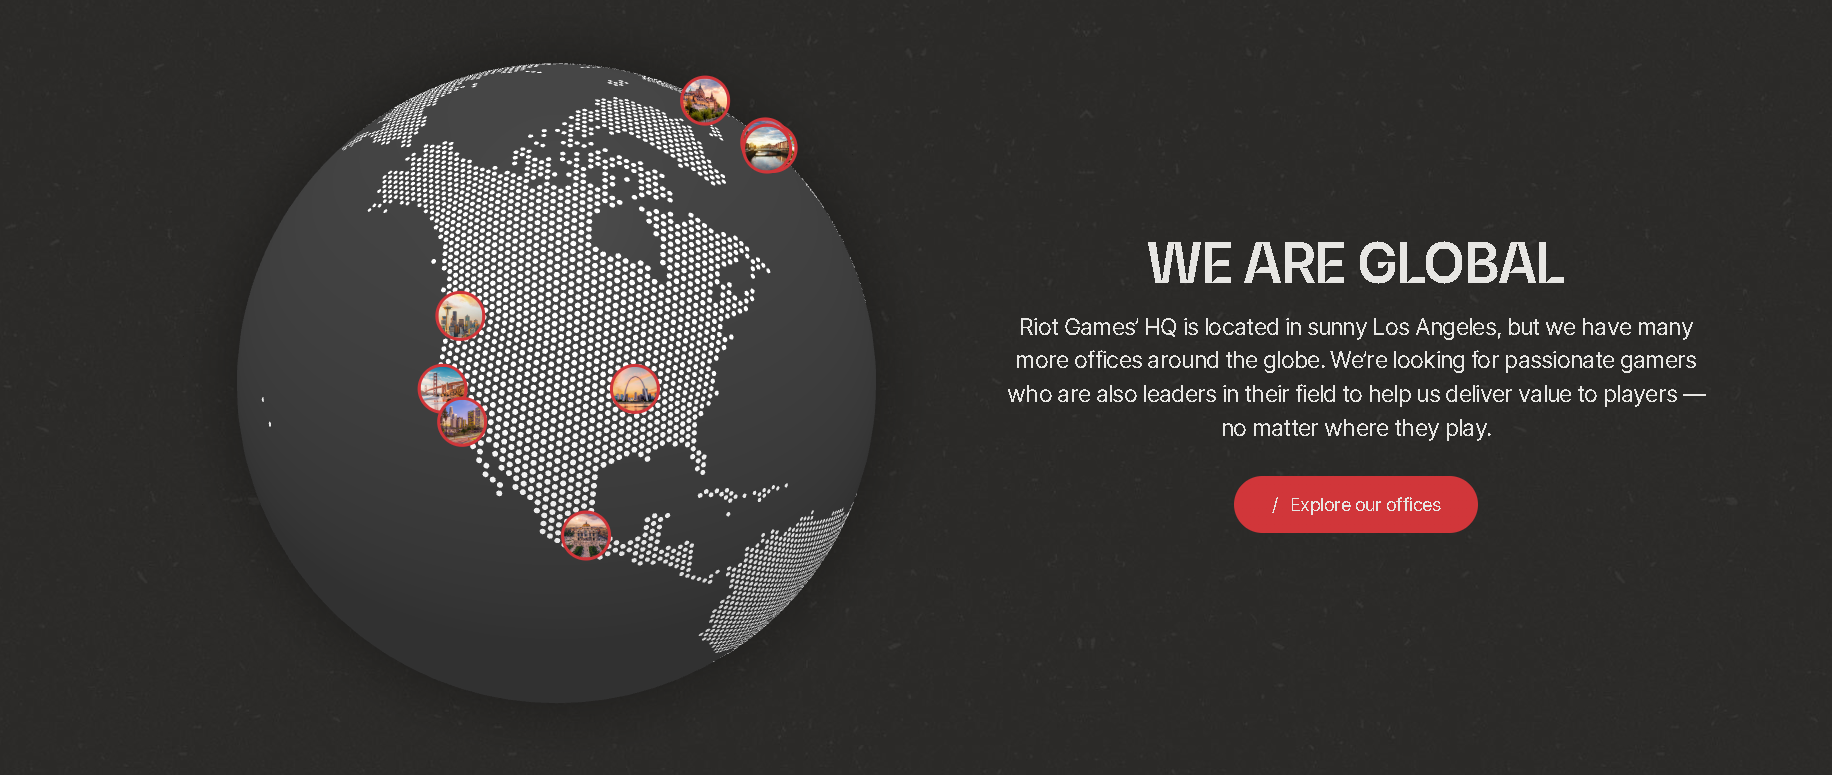 WE ARE GLOBAL
Riot Games’ HQ is located in sunny Los Angeles, but we have many
more offices around the globe. We’re looking for passionate gamers
who are also leaders in their field to help us deliver value to players —
no matter where they play.
/ Explore our offices